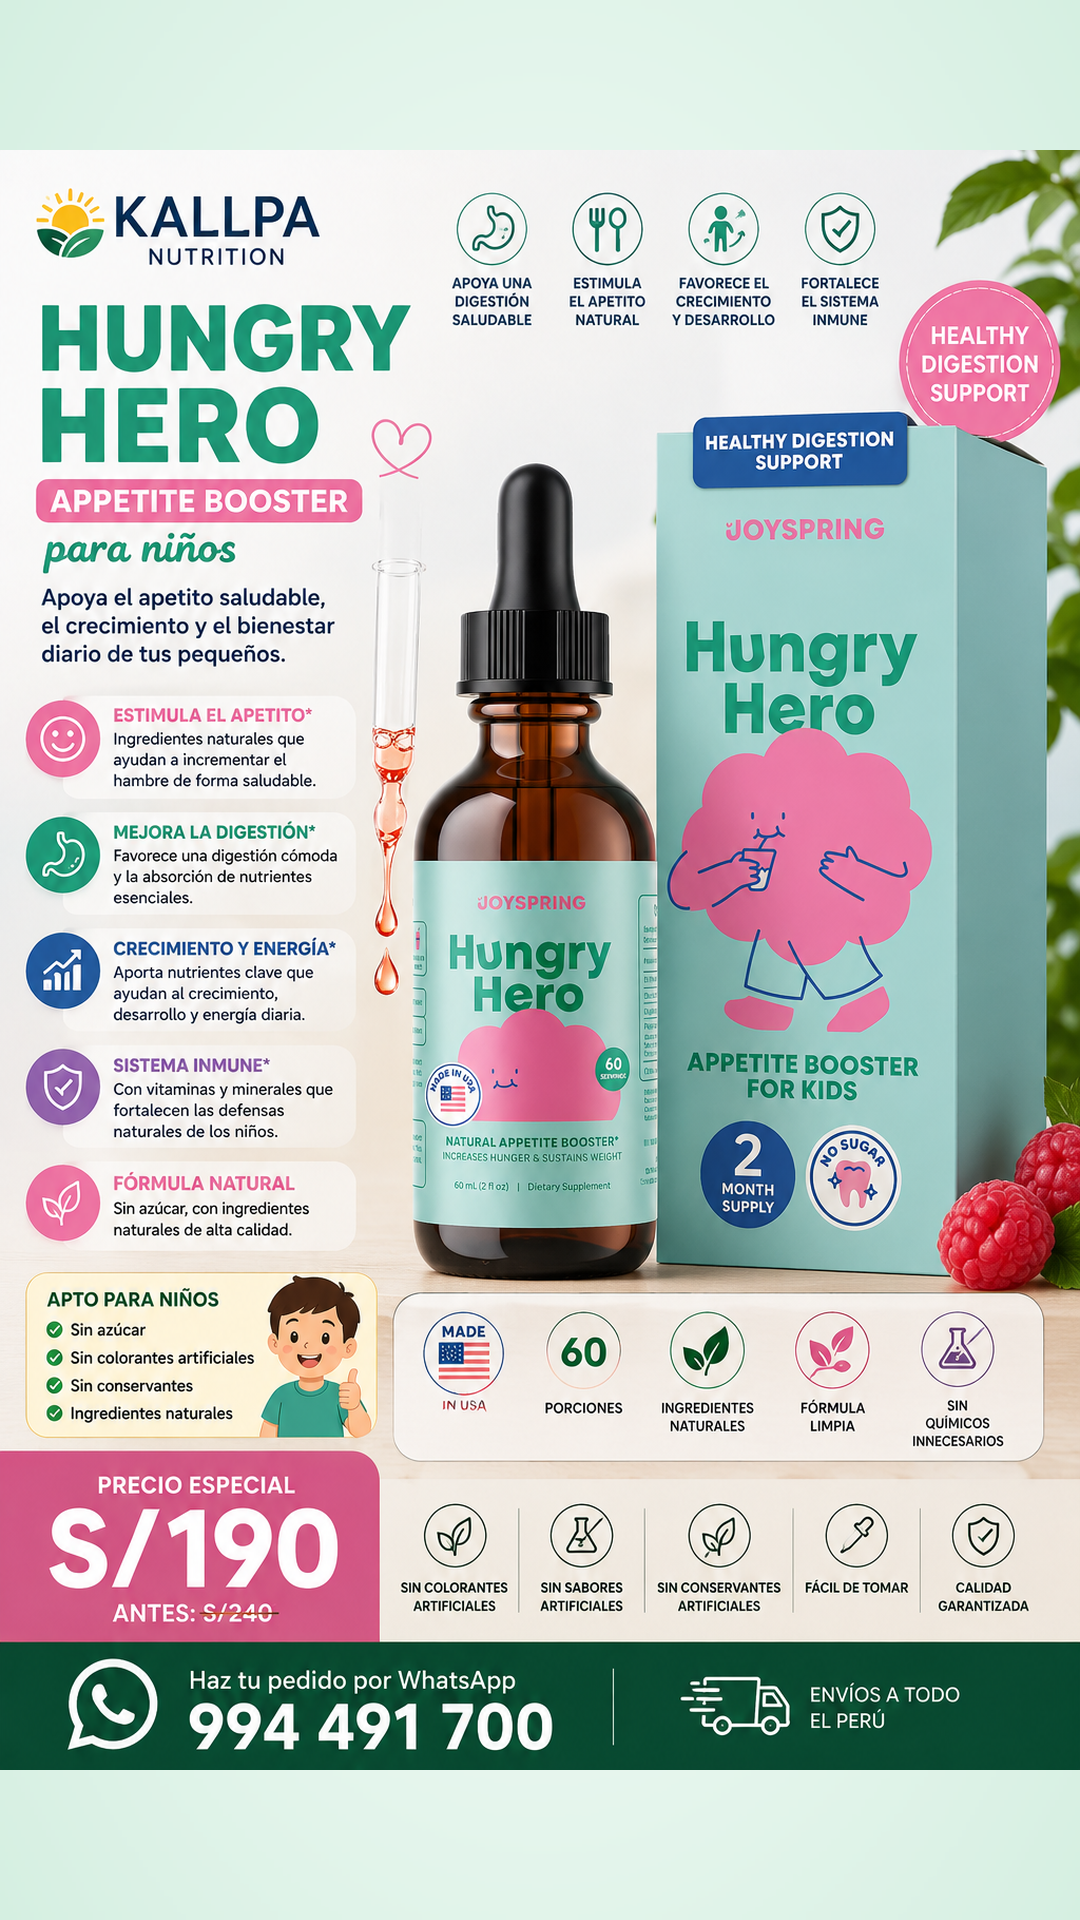 KALLPA
NUTRITION
APOYA UNA
DIGESTIÓN
SALUDABLE
ESTIMULA
EL APETITO
NATURAL
FAVORECE EL
CRECIMIENTO
Y DESARROLLO
FORTALECE
EL SISTEMA
INMUNE
HEALTHY
DIGESTION
SUPPORT
HUNGRY
HERO
APPETITE BOOSTER
para niños
Apoya el apetito saludable,
el crecimiento y el bienestar
diario de tus pequeños.
ESTIMULA EL APETITO*
Ingredientes naturales que
ayudan a incrementar el
hambre de forma saludable.
MEJORA LA DIGESTIÓN*
Favorece una digestión cómoda
y la absorción de nutrientes
esenciales.
CRECIMIENTO Y ENERGÍA*
Aporta nutrientes clave que
ayudan al crecimiento,
desarrollo y energía diaria.
SISTEMA INMUNE*
Con vitaminas y minerales que
fortalecen las defensas
naturales de los niños.
FÓRMULA NATURAL
Sin azúcar, con ingredientes
naturales de alta calidad.
JOYSPRING
Hungry
Hero
MADE IN USA
60
SERVINGS
NATURAL APPETITE BOOSTER*
INCREASES HUNGER & SUSTAINS WEIGHT
60 mL (2 fl oz) | Dietary Supplement
HEALTHY DIGESTION
SUPPORT
JOYSPRING
Hungry
Hero
APPETITE BOOSTER
FOR KIDS
2
MONTH
SUPPLY
NO SUGAR
APTO PARA NIÑOS
Sin azúcar
Sin colorantes artificiales
Sin conservantes
Ingredientes naturales
MADE
IN USA
60
PORCIONES
INGREDIENTES
NATURALES
FÓRMULA
LIMPIA
SIN
QUÍMICOS
INNECESARIOS
PRECIO ESPECIAL
S/190
ANTES: S/240
SIN COLORANTES
ARTIFICIALES
SIN SABORES
ARTIFICIALES
SIN CONSERVANTES
ARTIFICIALES
FÁCIL DE TOMAR
CALIDAD
GARANTIZADA
Haz tu pedido por WhatsApp
994 491 700
ENVÍOS A TODO
EL PERÚ